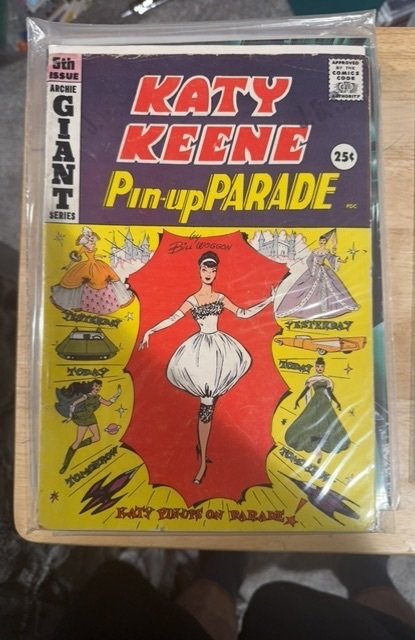 5th
ISSUE
ARCHIE
GIANT
SERIES
KATY
KEENE
Pin-up PARADE
APPROVED
BY THE
COMICS
CODE
AUTHORITY
25¢
PDC
by
Bill WOGGON
YESTERDAY
TODAY
TOMORROW
YESTERDAY
TODAY
KATY PIN-UPS ON PARADE